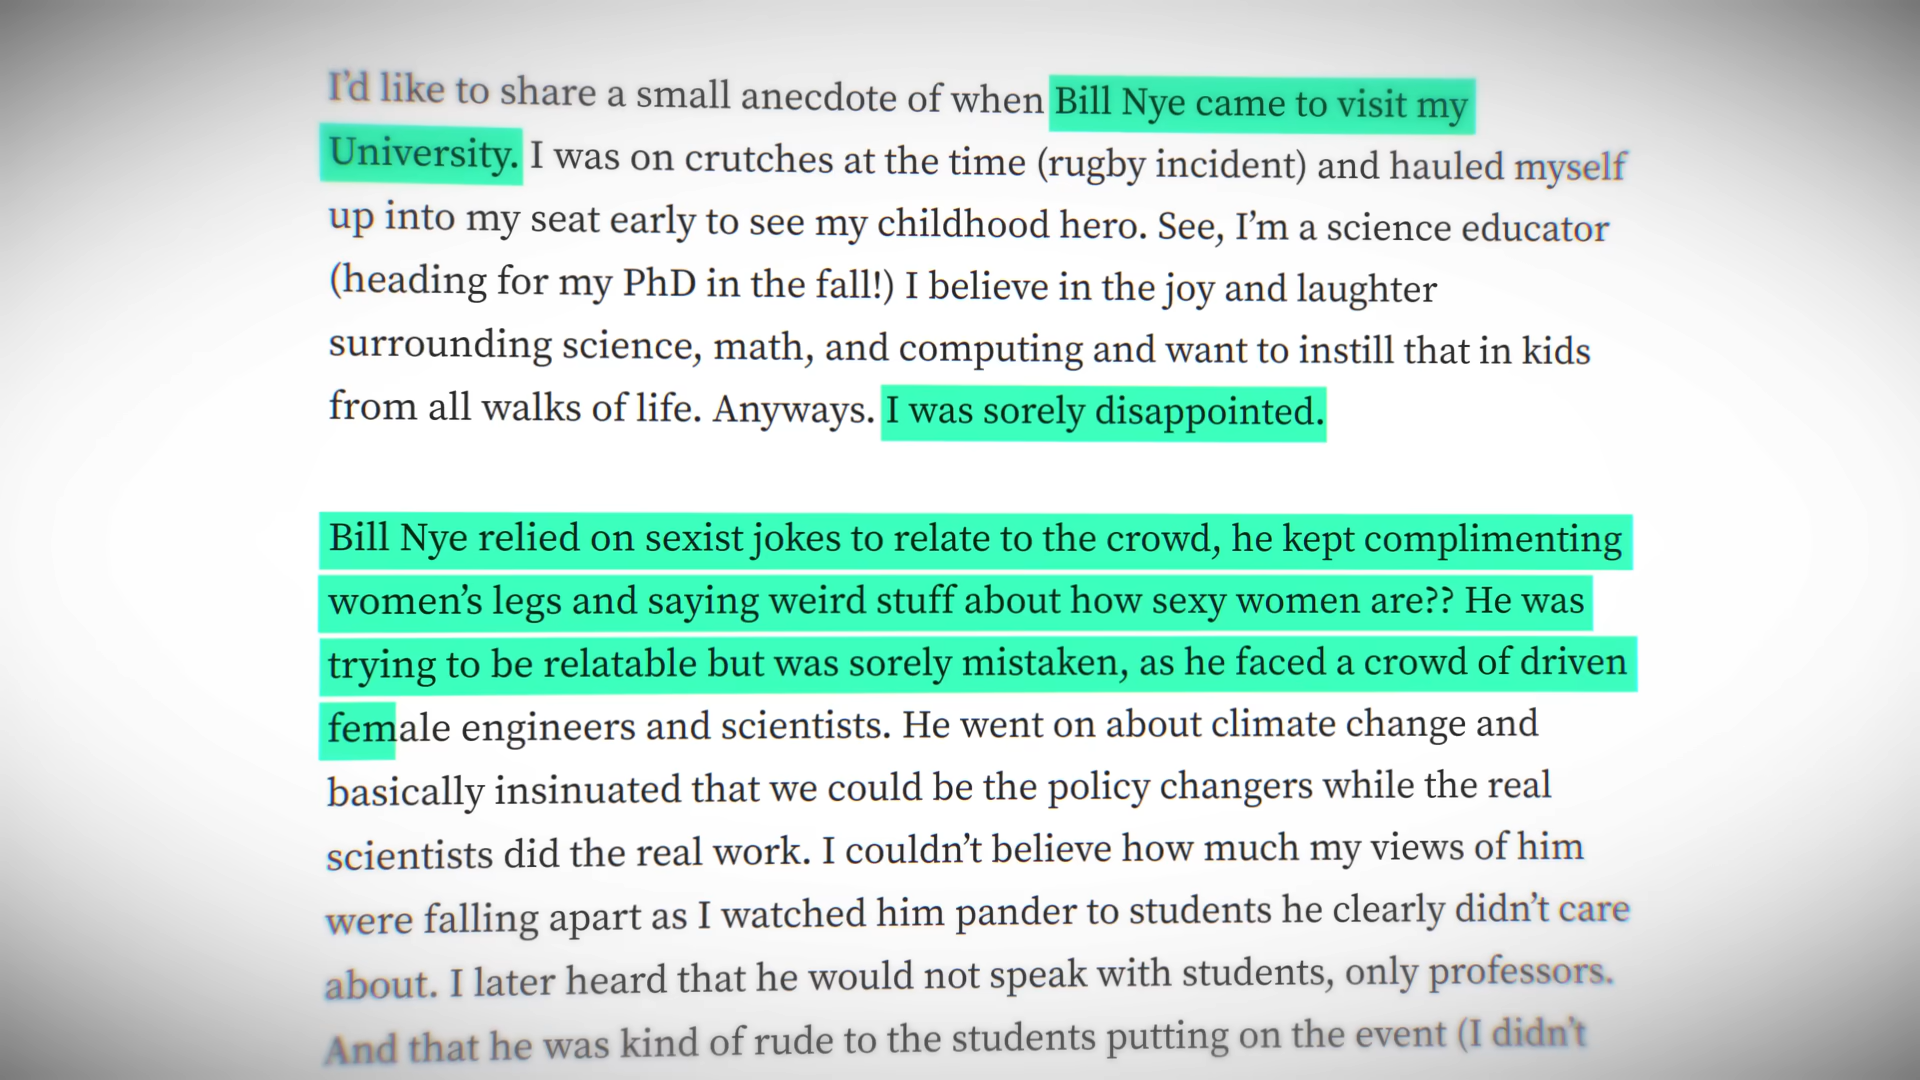 I’d like to share a small anecdote of when Bill Nye came to visit my
University. I was on crutches at the time (rugby incident) and hauled myself
up into my seat early to see my childhood hero. See, I’m a science educator
(heading for my PhD in the fall!) I believe in the joy and laughter
surrounding science, math, and computing and want to instill that in kids
from all walks of life. Anyways. I was sorely disappointed.
Bill Nye relied on sexist jokes to relate to the crowd, he kept complimenting
women’s legs and saying weird stuff about how sexy women are?? He was
trying to be relatable but was sorely mistaken, as he faced a crowd of driven
female engineers and scientists. He went on about climate change and
basically insinuated that we could be the policy changers while the real
scientists did the real work. I couldn’t believe how much my views of him
were falling apart as I watched him pander to students he clearly didn’t care
about. I later heard that he would not speak with students, only professors.
And that he was kind of rude to the students putting on the event (I didn’t